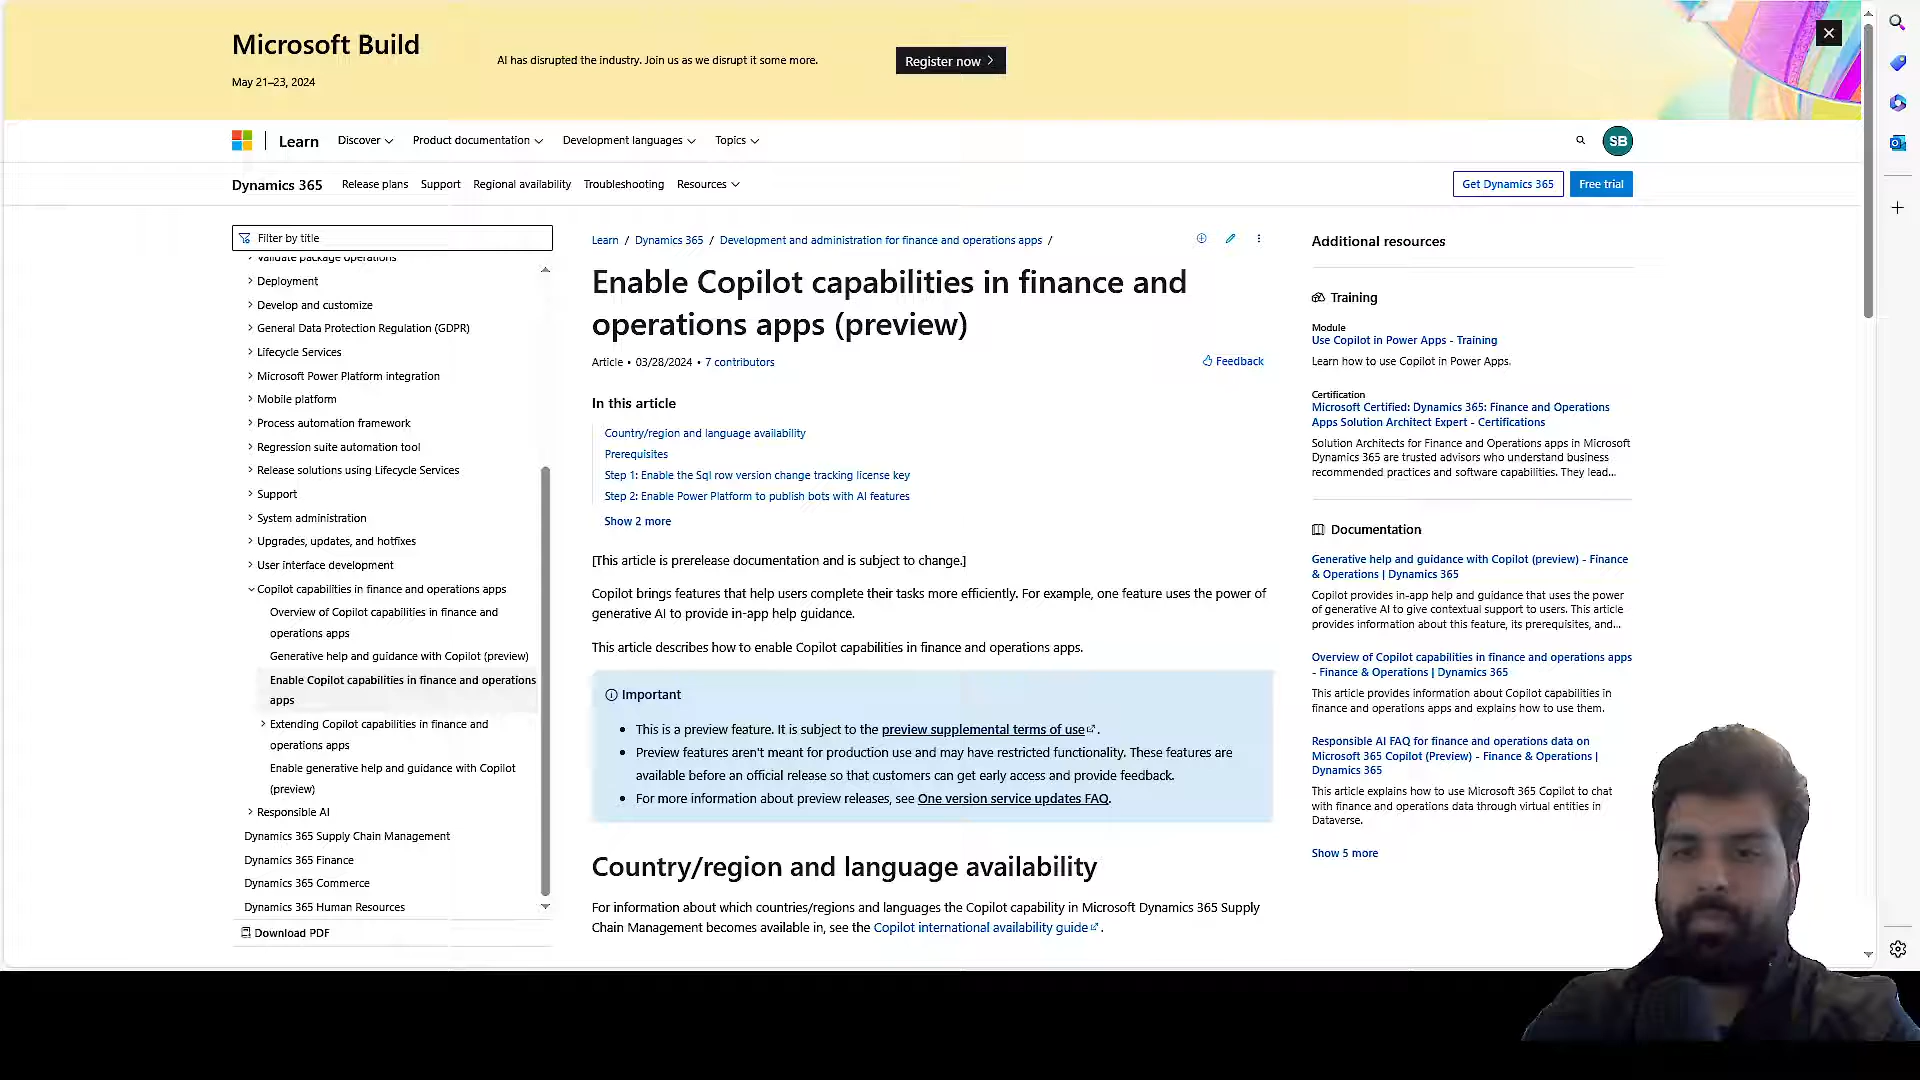 Microsoft Build
May 21–23, 2024
AI has disrupted the industry. Join us as we disrupt it some more.
Register now
Learn
Discover
Product documentation
Development languages
Topics
SB
Dynamics 365
Release plans
Support
Regional availability
Troubleshooting
Resources
Get Dynamics 365
Free trial
Filter by title
Validate package operations
Deployment
Develop and customize
General Data Protection Regulation (GDPR)
Lifecycle Services
Microsoft Power Platform integration
Mobile platform
Process automation framework
Regression suite automation tool
Release solutions using Lifecycle Services
Support
System administration
Upgrades, updates, and hotfixes
User interface development
Copilot capabilities in finance and operations apps
Overview of Copilot capabilities in finance and
operations apps
Generative help and guidance with Copilot (preview)
Enable Copilot capabilities in finance and operations
apps
Extending Copilot capabilities in finance and
operations apps
Enable generative help and guidance with Copilot
(preview)
Responsible AI
Dynamics 365 Supply Chain Management
Dynamics 365 Finance
Dynamics 365 Commerce
Dynamics 365 Human Resources
Download PDF
Learn / Dynamics 365 / Development and administration for finance and operations apps /
Enable Copilot capabilities in finance and
operations apps (preview)
Article • 03/28/2024 • 7 contributors
Feedback
In this article
Country/region and language availability
Prerequisites
Step 1: Enable the Sql row version change tracking license key
Step 2: Enable Power Platform to publish bots with AI features
Show 2 more
[This article is prerelease documentation and is subject to change.]
Copilot brings features that help users complete their tasks more efficiently. For example, one feature uses the power of
generative AI to provide in-app help guidance.
This article describes how to enable Copilot capabilities in finance and operations apps.
Important
• This is a preview feature. It is subject to the preview supplemental terms of use.
• Preview features aren't meant for production use and may have restricted functionality. These features are
available before an official release so that customers can get early access and provide feedback.
• For more information about preview releases, see One version service updates FAQ.
Country/region and language availability
For information about which countries/regions and languages the Copilot capability in Microsoft Dynamics 365 Supply
Chain Management becomes available in, see the Copilot international availability guide.
Additional resources
Training
Module
Use Copilot in Power Apps - Training
Learn how to use Copilot in Power Apps.
Certification
Microsoft Certified: Dynamics 365: Finance and Operations
Apps Solution Architect Expert - Certifications
Solution Architects for Finance and Operations apps in Microsoft
Dynamics 365 are trusted advisors who understand business
recommended practices and software capabilities. They lead...
Documentation
Generative help and guidance with Copilot (preview) - Finance
& Operations | Dynamics 365
Copilot provides in-app help and guidance that uses the power
of generative AI to give contextual support to users. This article
provides information about this feature, its prerequisites, and...
Overview of Copilot capabilities in finance and operations apps
- Finance & Operations | Dynamics 365
This article provides information about Copilot capabilities in
finance and operations apps and explains how to use them.
Responsible AI FAQ for finance and operations data on
Microsoft 365 Copilot (Preview) - Finance & Operations |
Dynamics 365
This article explains how to use Microsoft 365 Copilot to chat
with finance and operations data through virtual entities in
Dataverse.
Show 5 more